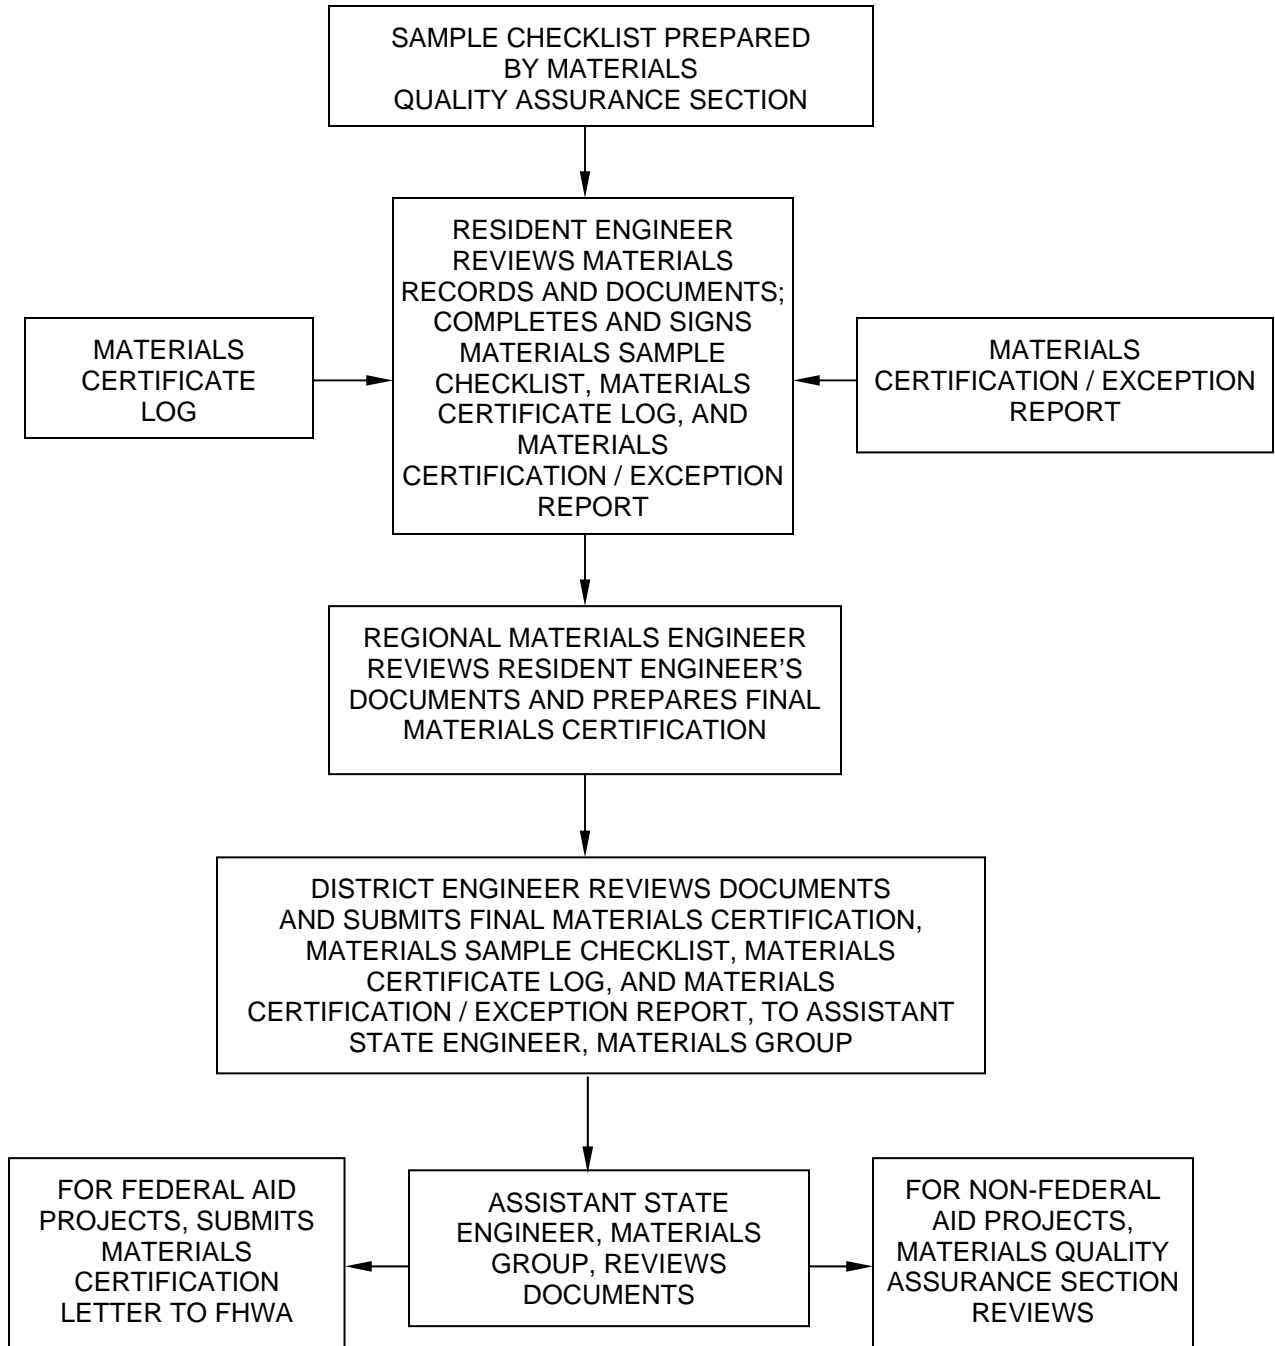 SAMPLE CHECKLIST PREPARED
BY MATERIALS
QUALITY ASSURANCE SECTION
RESIDENT ENGINEER
REVIEWS MATERIALS
RECORDS AND DOCUMENTS;
COMPLETES AND SIGNS
MATERIALS SAMPLE
CHECKLIST, MATERIALS
CERTIFICATE LOG, AND
MATERIALS
CERTIFICATION / EXCEPTION
REPORT
MATERIALS
CERTIFICATE
LOG
MATERIALS
CERTIFICATION / EXCEPTION
REPORT
REGIONAL MATERIALS ENGINEER
REVIEWS RESIDENT ENGINEER’S
DOCUMENTS AND PREPARES FINAL
MATERIALS CERTIFICATION
DISTRICT ENGINEER REVIEWS DOCUMENTS
AND SUBMITS FINAL MATERIALS CERTIFICATION,
MATERIALS SAMPLE CHECKLIST, MATERIALS
CERTIFICATE LOG, AND MATERIALS
CERTIFICATION / EXCEPTION REPORT, TO ASSISTANT
STATE ENGINEER, MATERIALS GROUP
FOR FEDERAL AID
PROJECTS, SUBMITS
MATERIALS
CERTIFICATION
LETTER TO FHWA
ASSISTANT STATE
ENGINEER, MATERIALS
GROUP, REVIEWS
DOCUMENTS
FOR NON-FEDERAL
AID PROJECTS,
MATERIALS QUALITY
ASSURANCE SECTION
REVIEWS